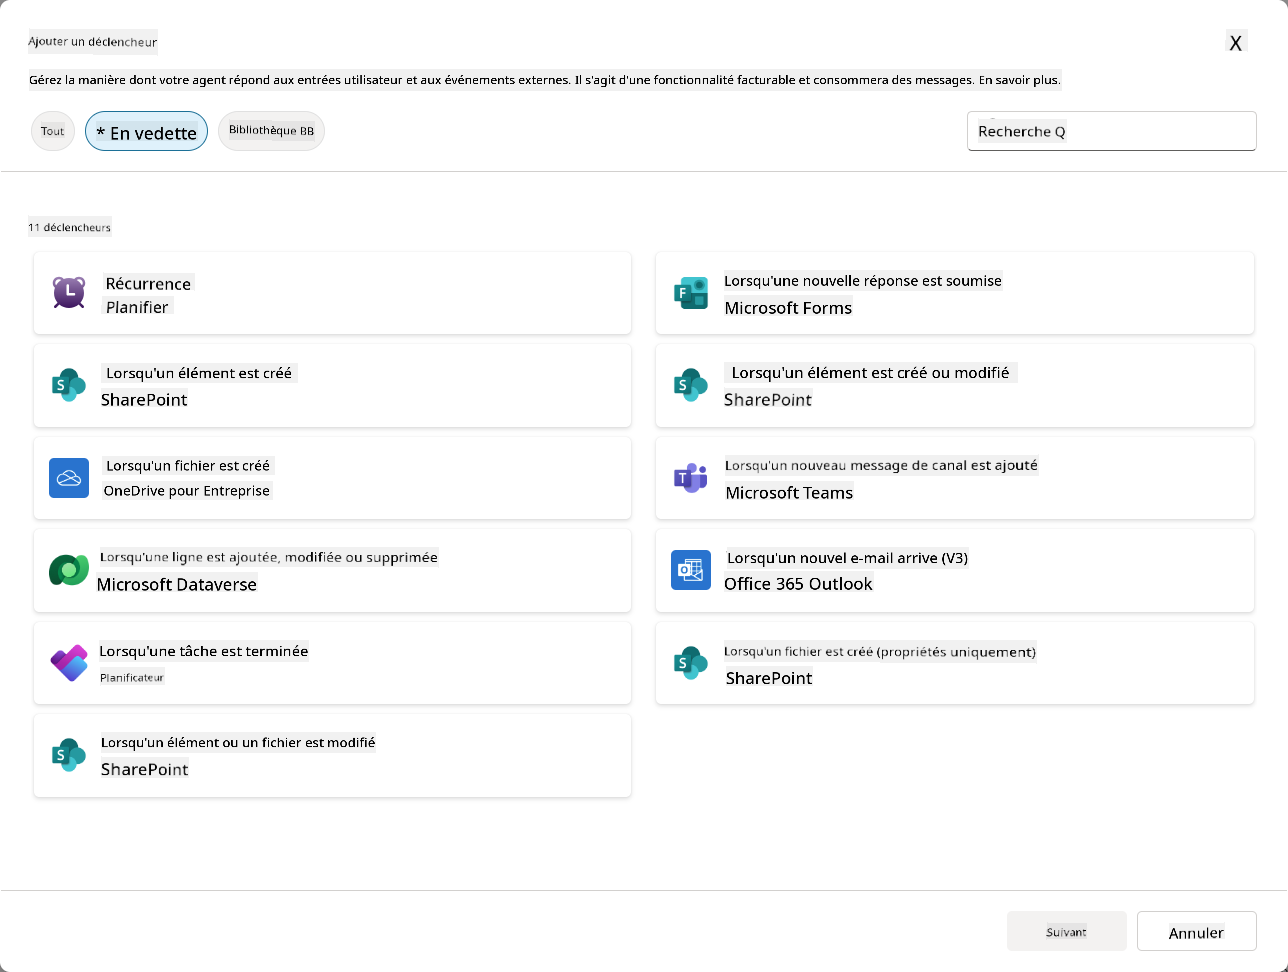 Ajouter un déclencheur
X
Gérez la manière dont votre agent répond aux entrées utilisateur et aux événements externes. Il s'agit d'une fonctionnalité facturable et consommera des messages. En savoir plus.
Tout
* En vedette
Bibliothèque BB
Recherche Q
11 déclencheurs
Récurrence
Planifier
Lorsqu'une nouvelle réponse est soumise
Microsoft Forms
Lorsqu'un élément est créé
SharePoint
Lorsqu'un élément est créé ou modifié
SharePoint
Lorsqu'un fichier est créé
OneDrive pour Entreprise
Lorsqu'un nouveau message de canal est ajouté
Microsoft Teams
Lorsqu'une ligne est ajoutée, modifiée ou supprimée
Microsoft Dataverse
Lorsqu'un nouvel e-mail arrive (V3)
Office 365 Outlook
Lorsqu'une tâche est terminée
Planificateur
Lorsqu'un fichier est créé (propriétés uniquement)
SharePoint
Lorsqu'un élément ou un fichier est modifié
SharePoint
Suivant
Annuler